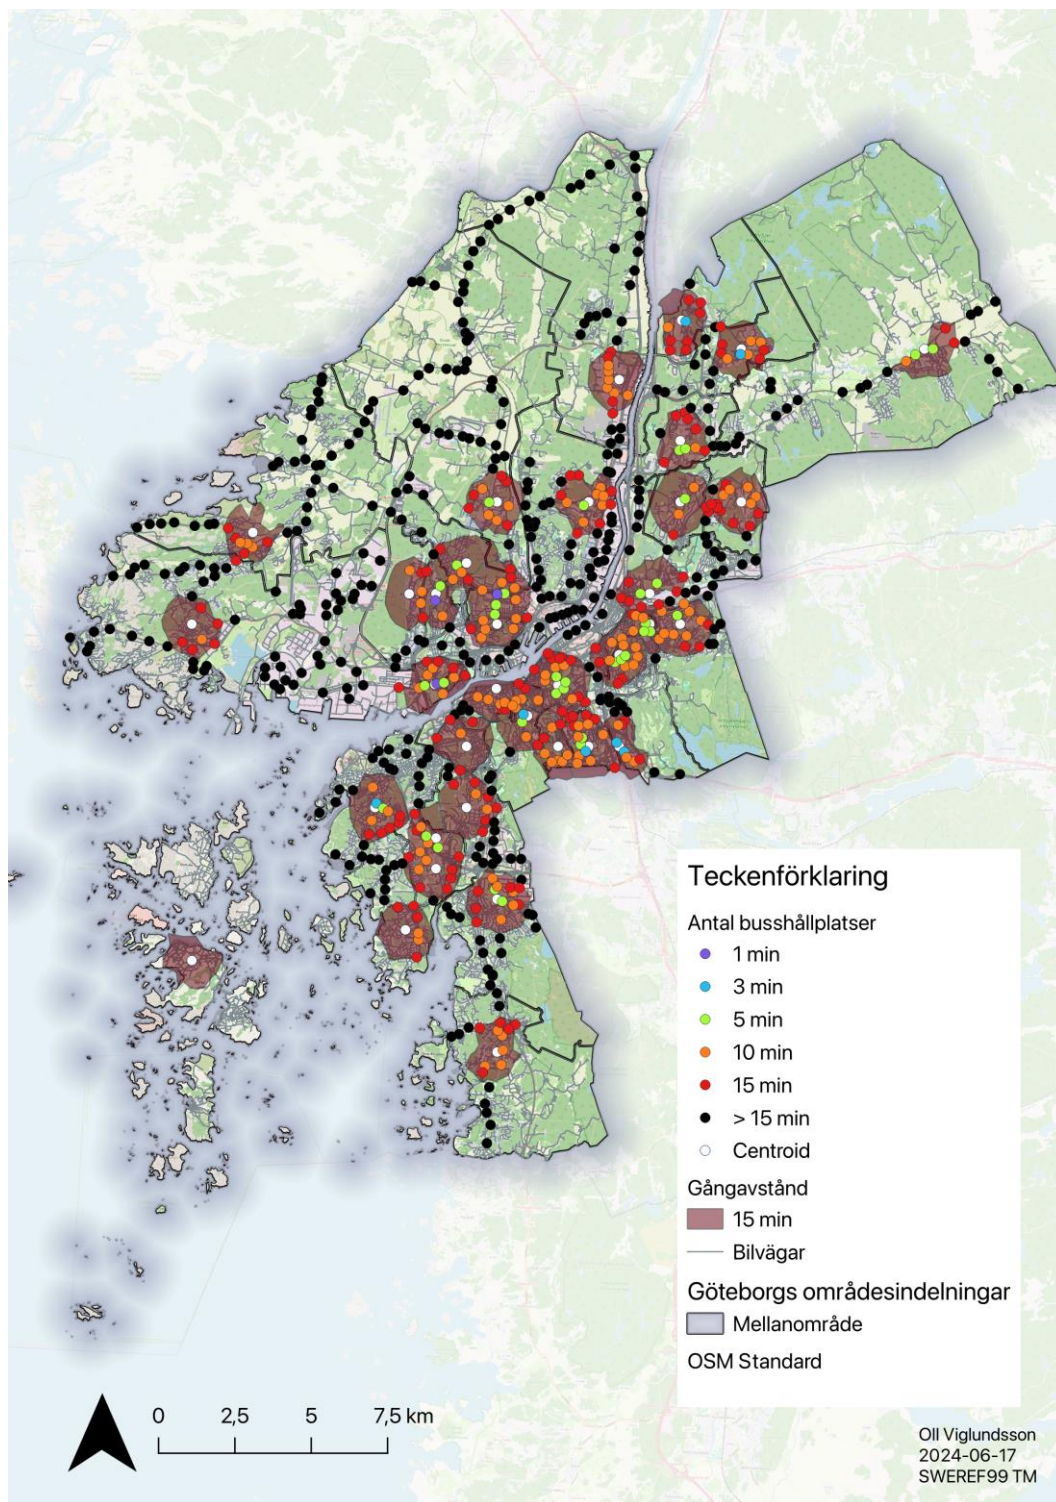 Teckenförklaring
Antal busshållplatser
1 min
3 min
5 min
10 min
15 min
> 15 min
Centroid
Gångavstånd
15 min
Bilvägar
Göteborgs områdesindelningar
Mellanområde
OSM Standard
0 2,5 5 7,5 km
Oll Viglundsson
2024-06-17
SWEREF99 TM